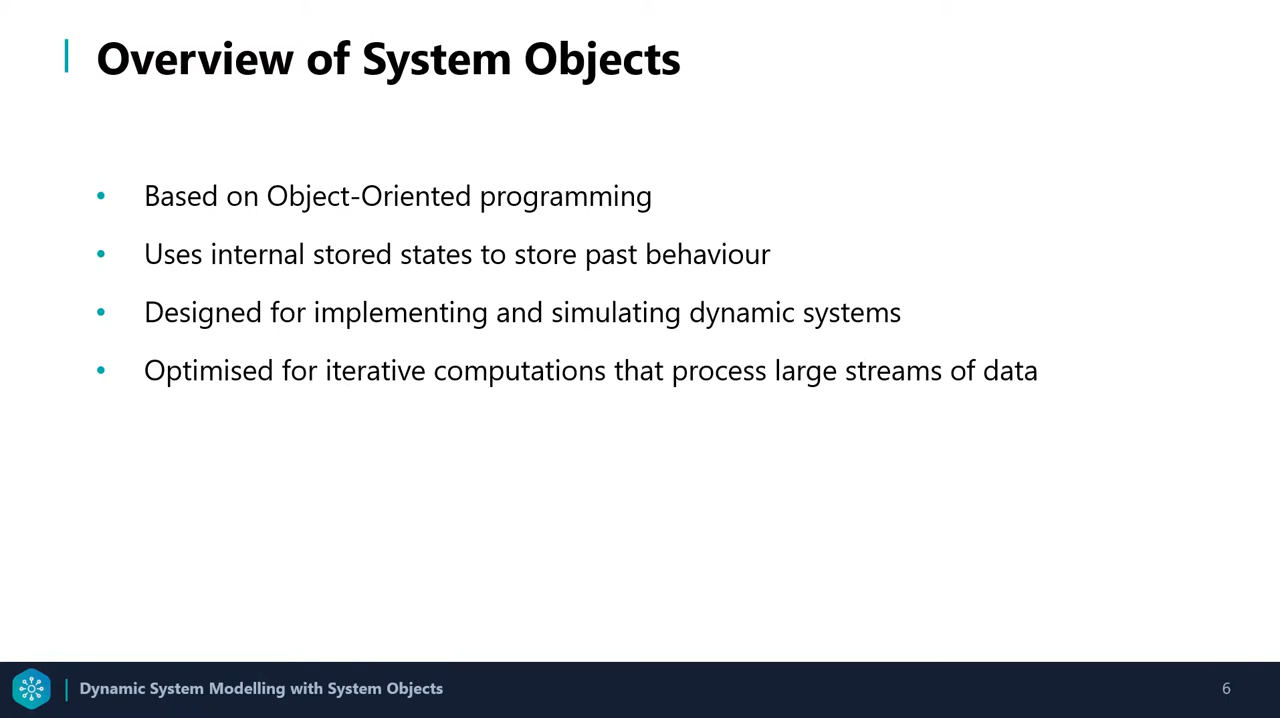 Overview of System Objects
• Based on Object-Oriented programming
• Uses internal stored states to store past behaviour
• Designed for implementing and simulating dynamic systems
• Optimised for iterative computations that process large streams of data
Dynamic System Modelling with System Objects
6